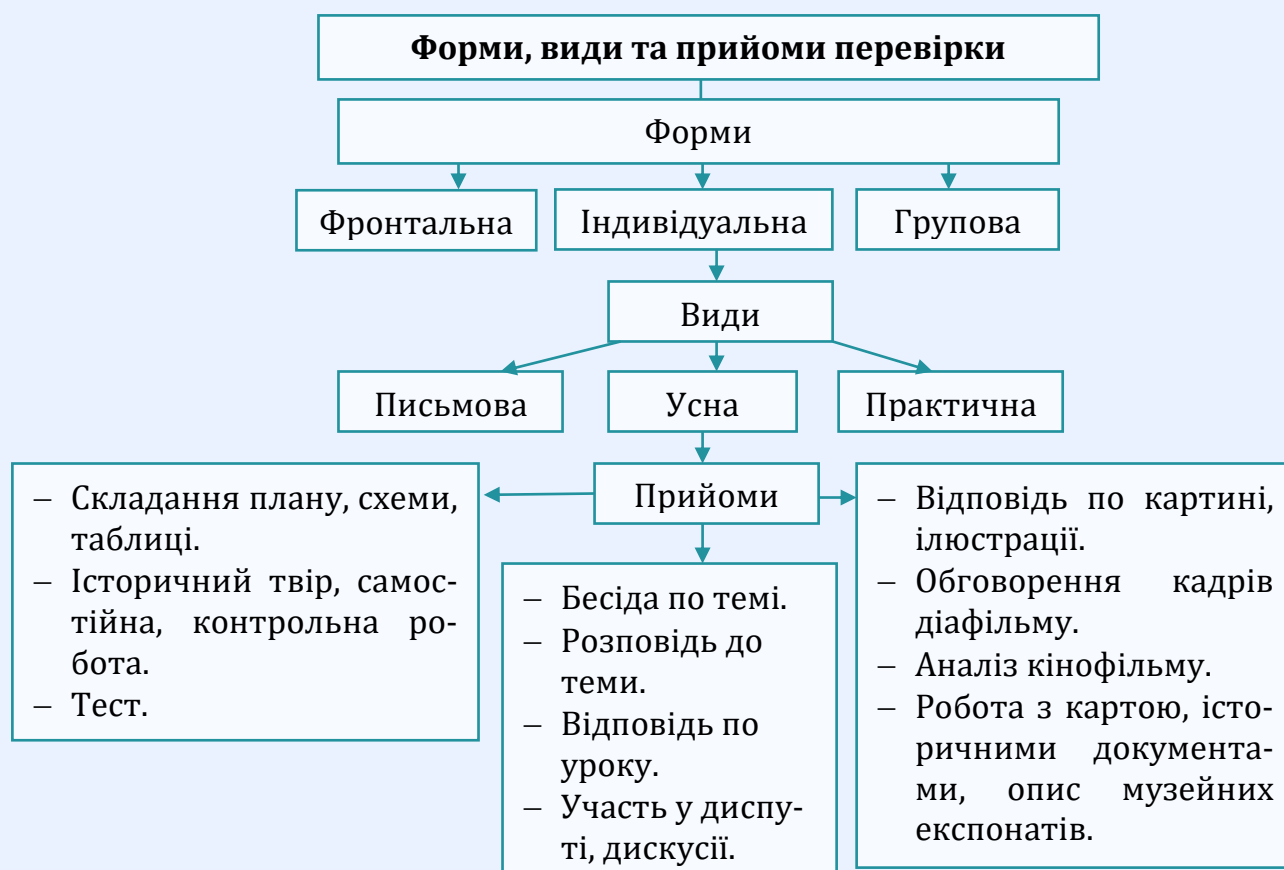 Форми, види та прийоми перевірки
Форми
Фронтальна
Індивідуальна
Групова
Види
Письмова
Усна
Практична
Прийоми
– Складання плану, схеми,
таблиці.
– Історичний твір, самос-
тійна, контрольна ро-
бота.
– Тест.
– Бесіда по темі.
– Розповідь до
теми.
– Відповідь по
уроку.
– Участь у диспу-
ті, дискусії.
– Відповідь по картині,
ілюстрації.
– Обговорення кадрів
діафільму.
– Аналіз кінофільму.
– Робота з картою, істо-
ричними документа-
ми, опис музейних
експонатів.